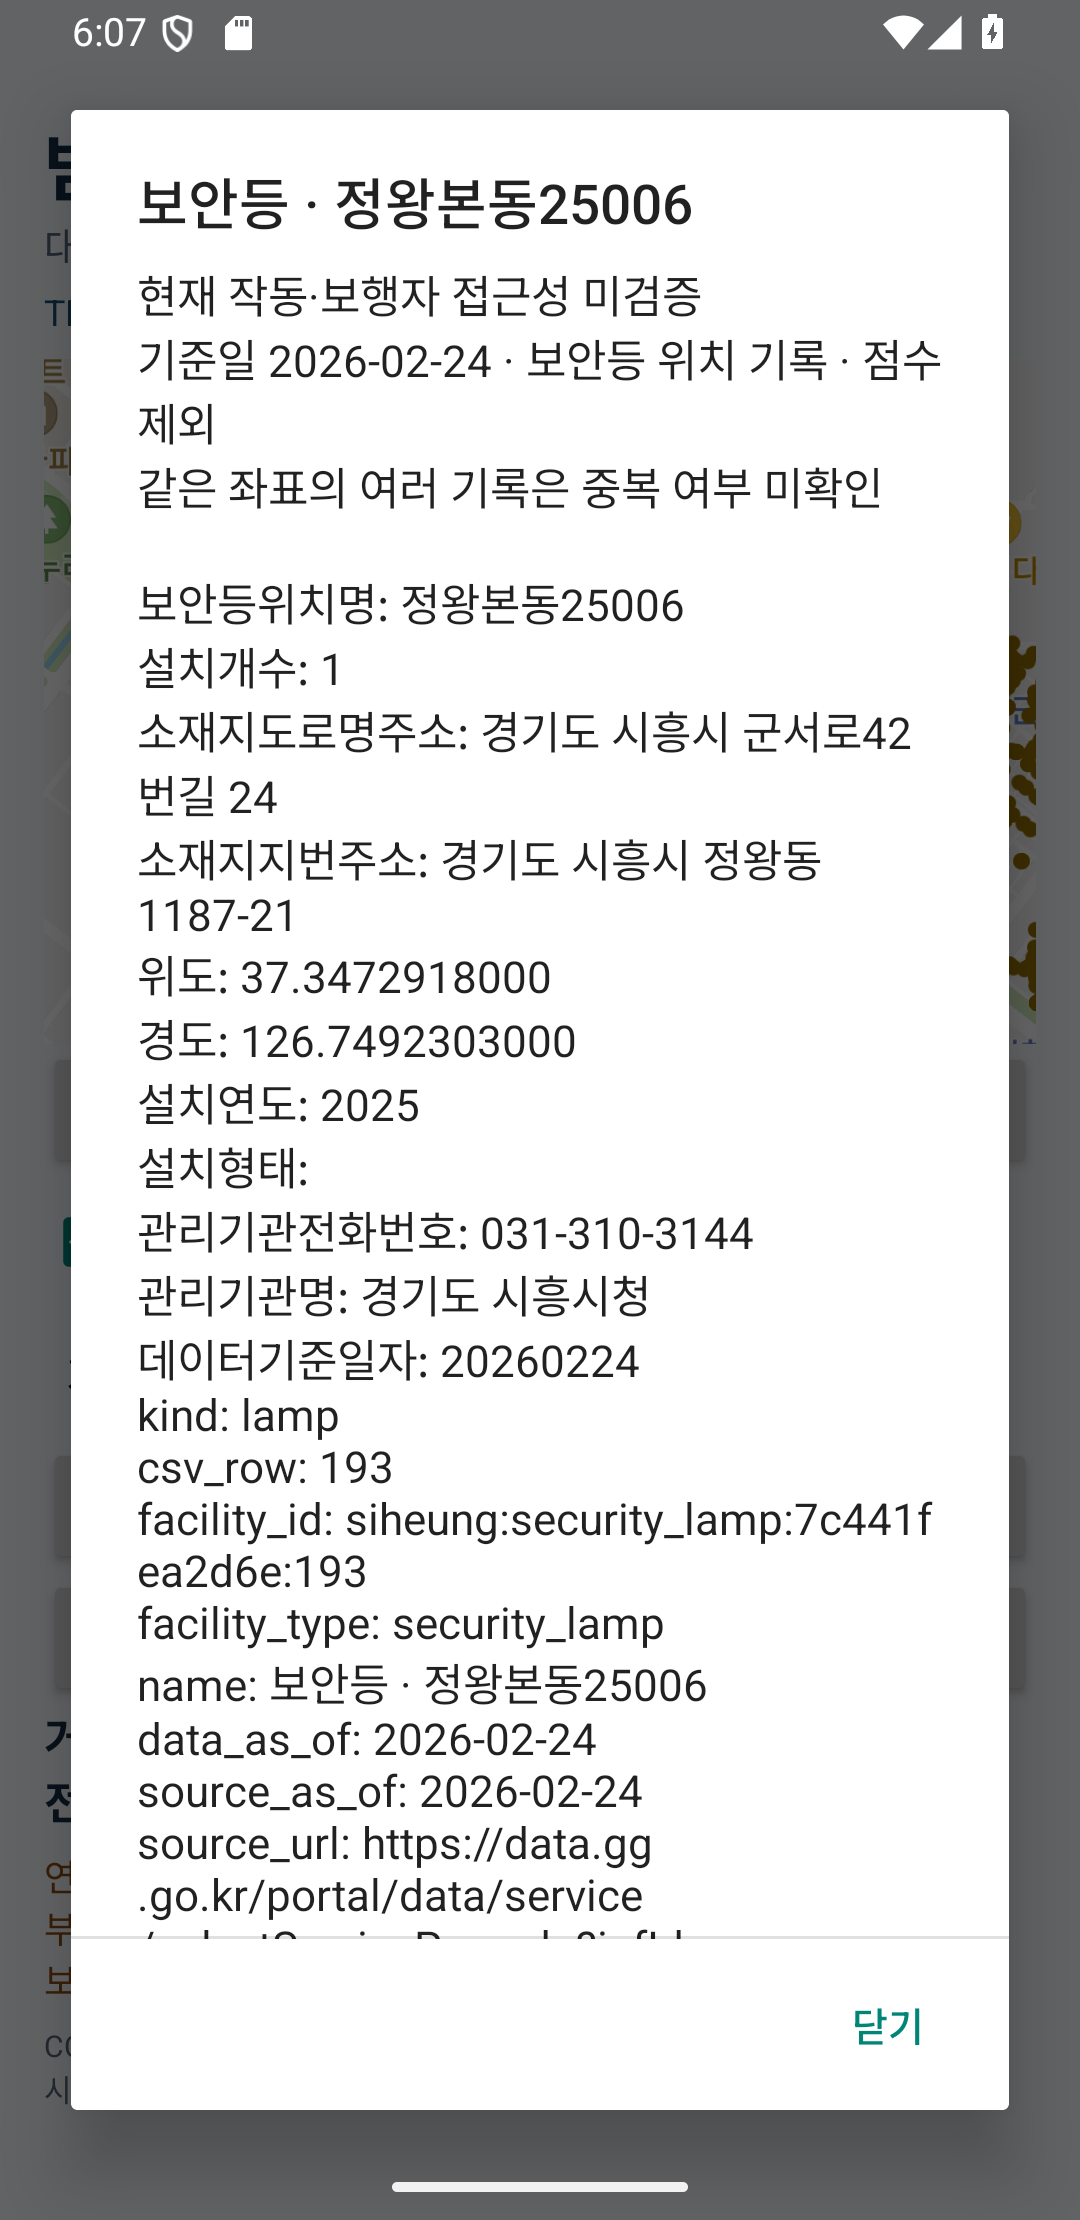 6:07
보안등 · 정왕본동25006
현재 작동·보행자 접근성 미검증
기준일 2026-02-24 · 보안등 위치 기록 · 점수
제외
같은 좌표의 여러 기록은 중복 여부 미확인
보안등위치명: 정왕본동25006
설치개수: 1
소재지도로명주소: 경기도 시흥시 군서로42
번길 24
소재지지번주소: 경기도 시흥시 정왕동
1187-21
위도: 37.3472918000
경도: 126.7492303000
설치연도: 2025
설치형태:
관리기관전화번호: 031-310-3144
관리기관명: 경기도 시흥시청
데이터기준일자: 20260224
kind: lamp
csv_row: 193
facility_id: siheung:security_lamp:7c441f
ea2d6e:193
facility_type: security_lamp
name: 보안등 · 정왕본동25006
data_as_of: 2026-02-24
source_as_of: 2026-02-24
source_url: https://data.gg
.go.kr/portal/data/service
닫기